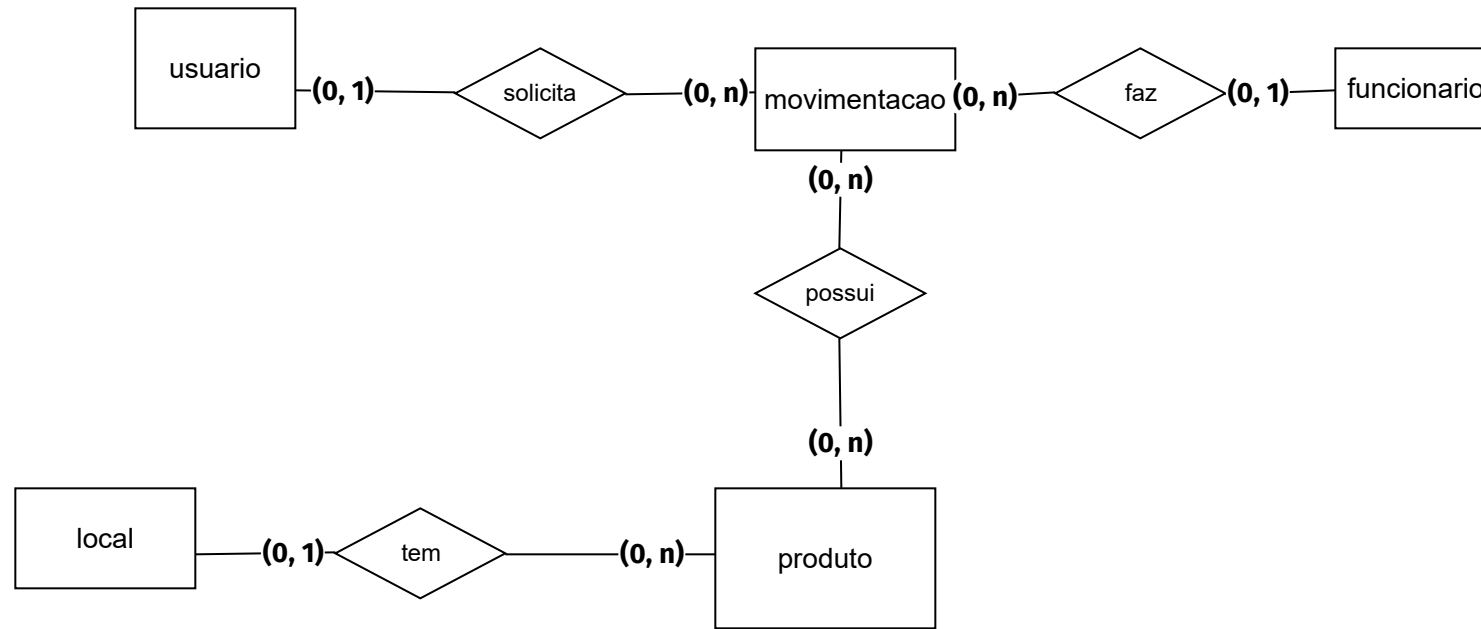 usuario
(0, 1)
solicita
(0, n)
movimentacao
(0, n)
faz
(0, 1)
funcionario
(0, n)
possui
(0, n)
local
(0, 1)
tem
(0, n)
produto